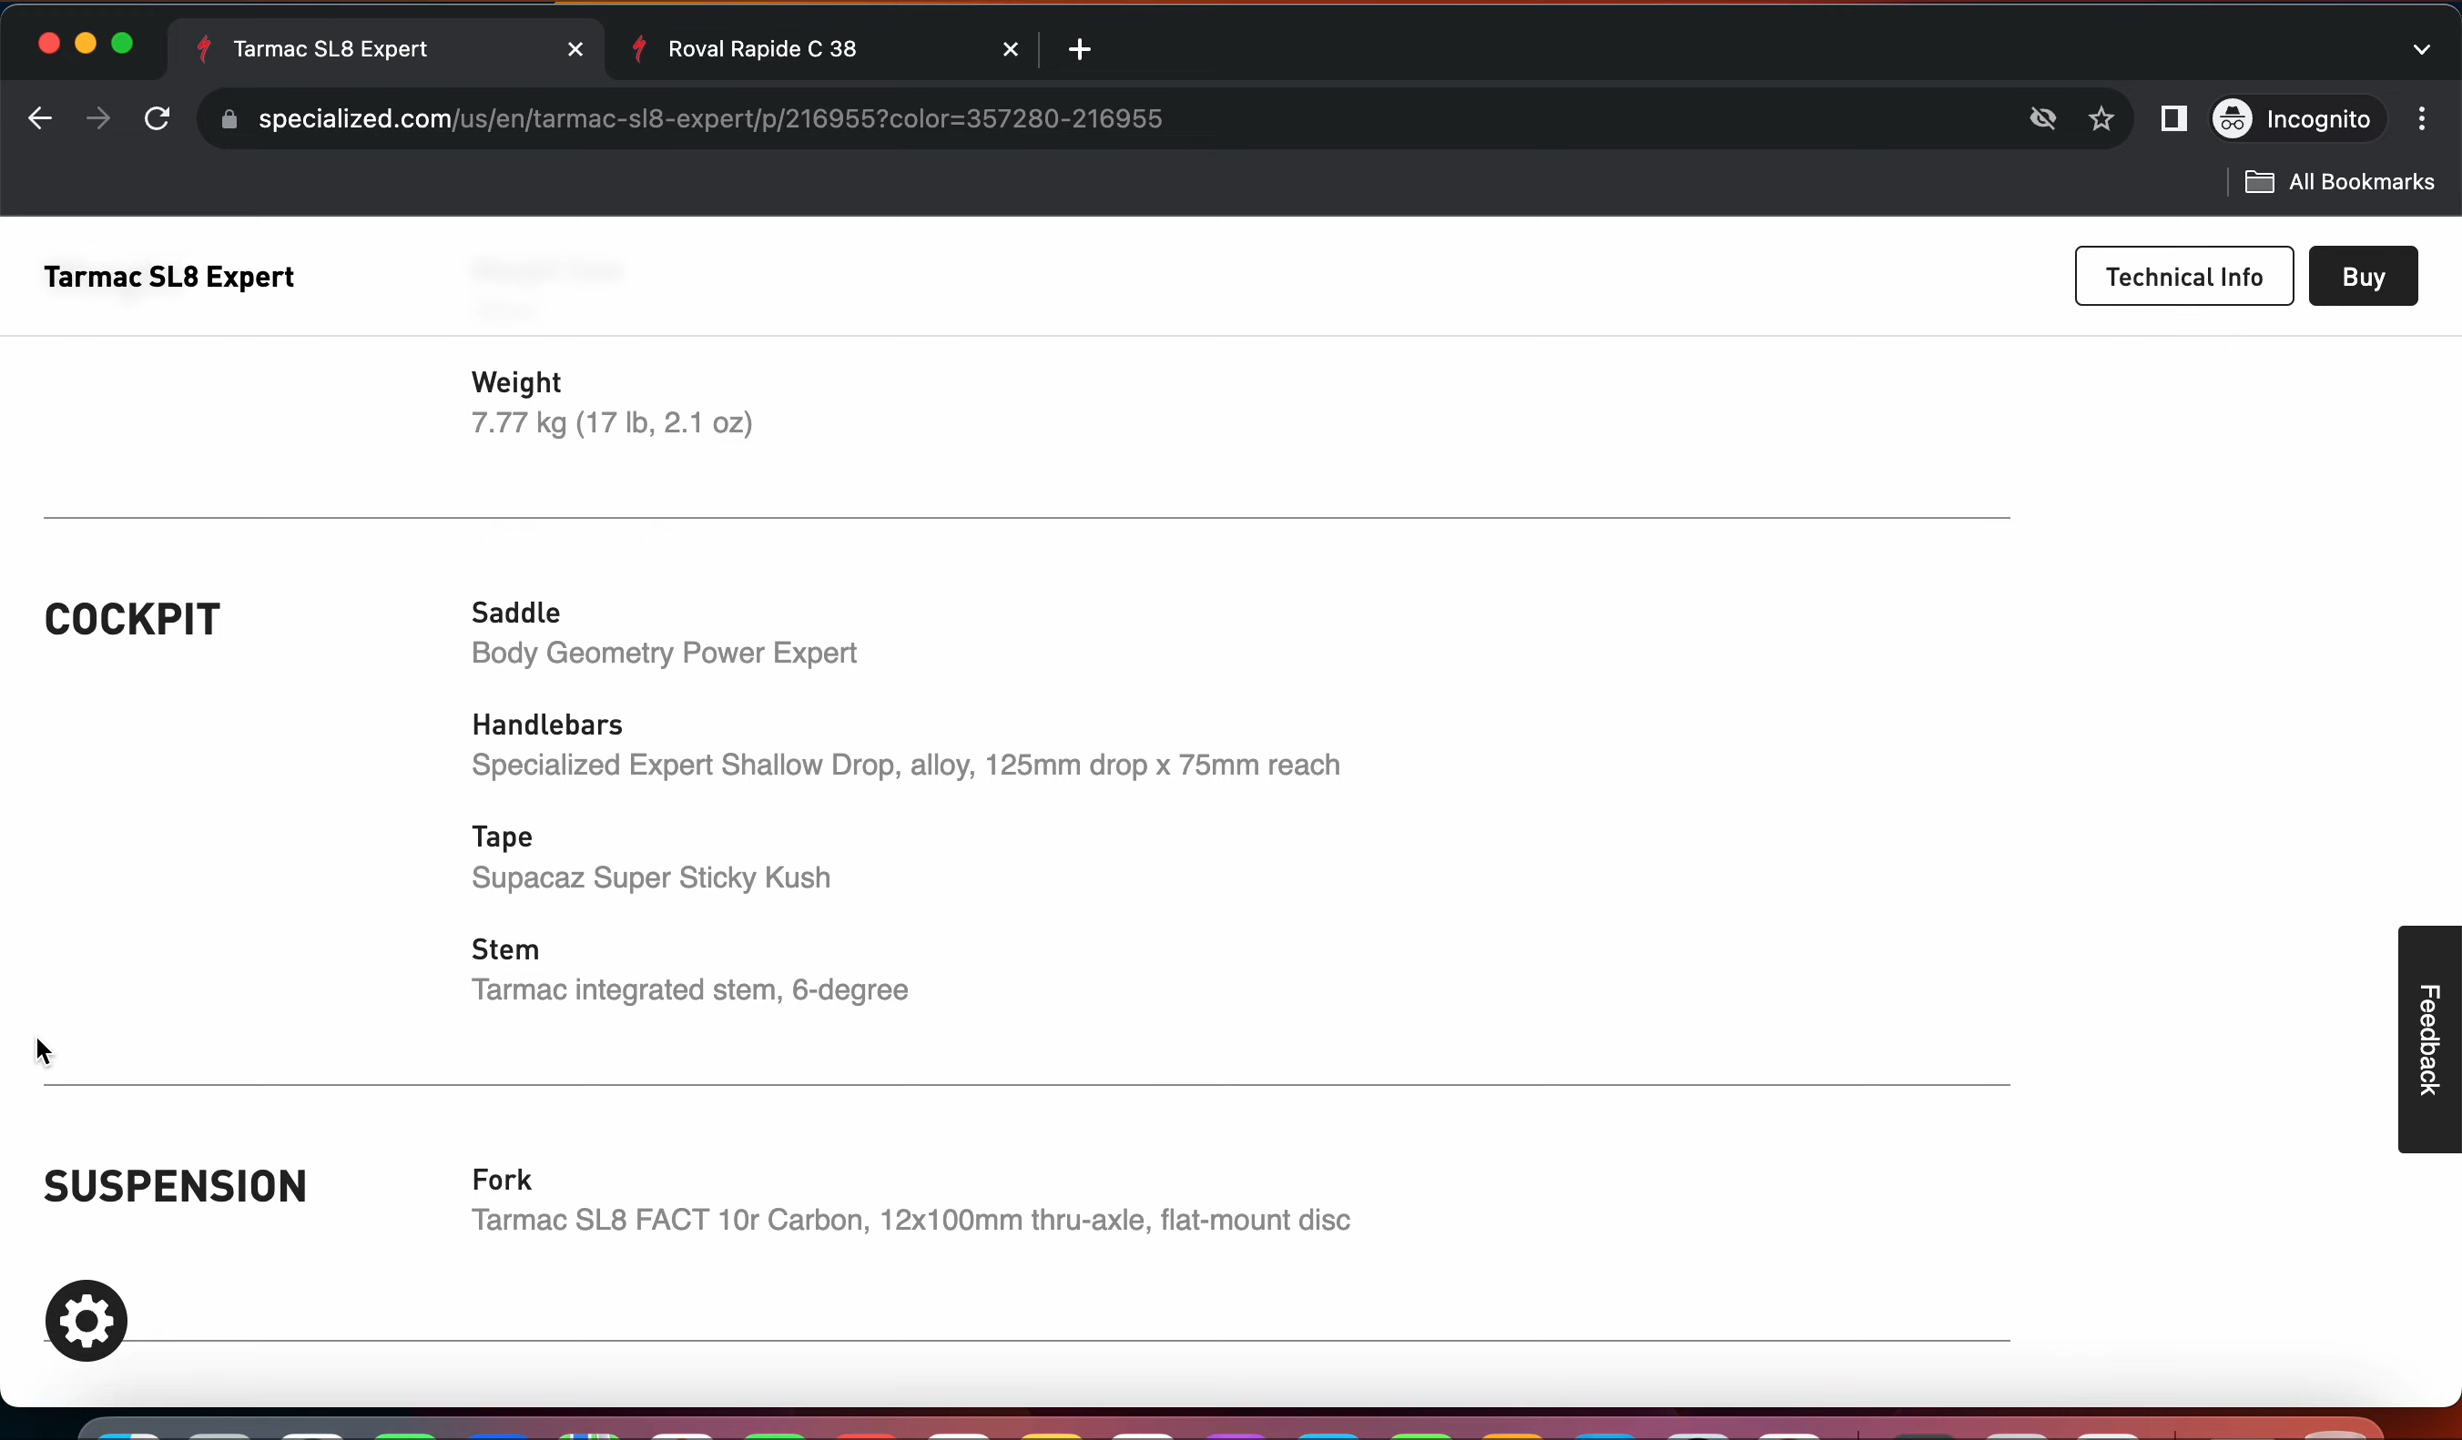 Tarmac SL8 Expert
Roval Rapide C 38
specialized.com/us/en/tarmac-sl8-expert/p/216955?color=357280-216955
Incognito
All Bookmarks
Tarmac SL8 Expert
Technical Info
Buy
Weight
7.77 kg (17 lb, 2.1 oz)
COCKPIT
Saddle
Body Geometry Power Expert
Handlebars
Specialized Expert Shallow Drop, alloy, 125mm drop x 75mm reach
Tape
Supacaz Super Sticky Kush
Stem
Tarmac integrated stem, 6-degree
Feedback
SUSPENSION
Fork
Tarmac SL8 FACT 10r Carbon, 12x100mm thru-axle, flat-mount disc